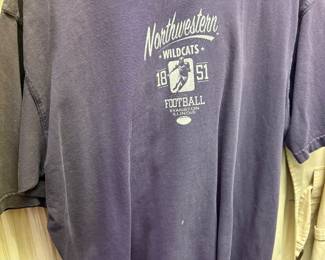 Northwestern
WILDCATS
18 51
FOOTBALL
EVANSTON
ILLINOIS